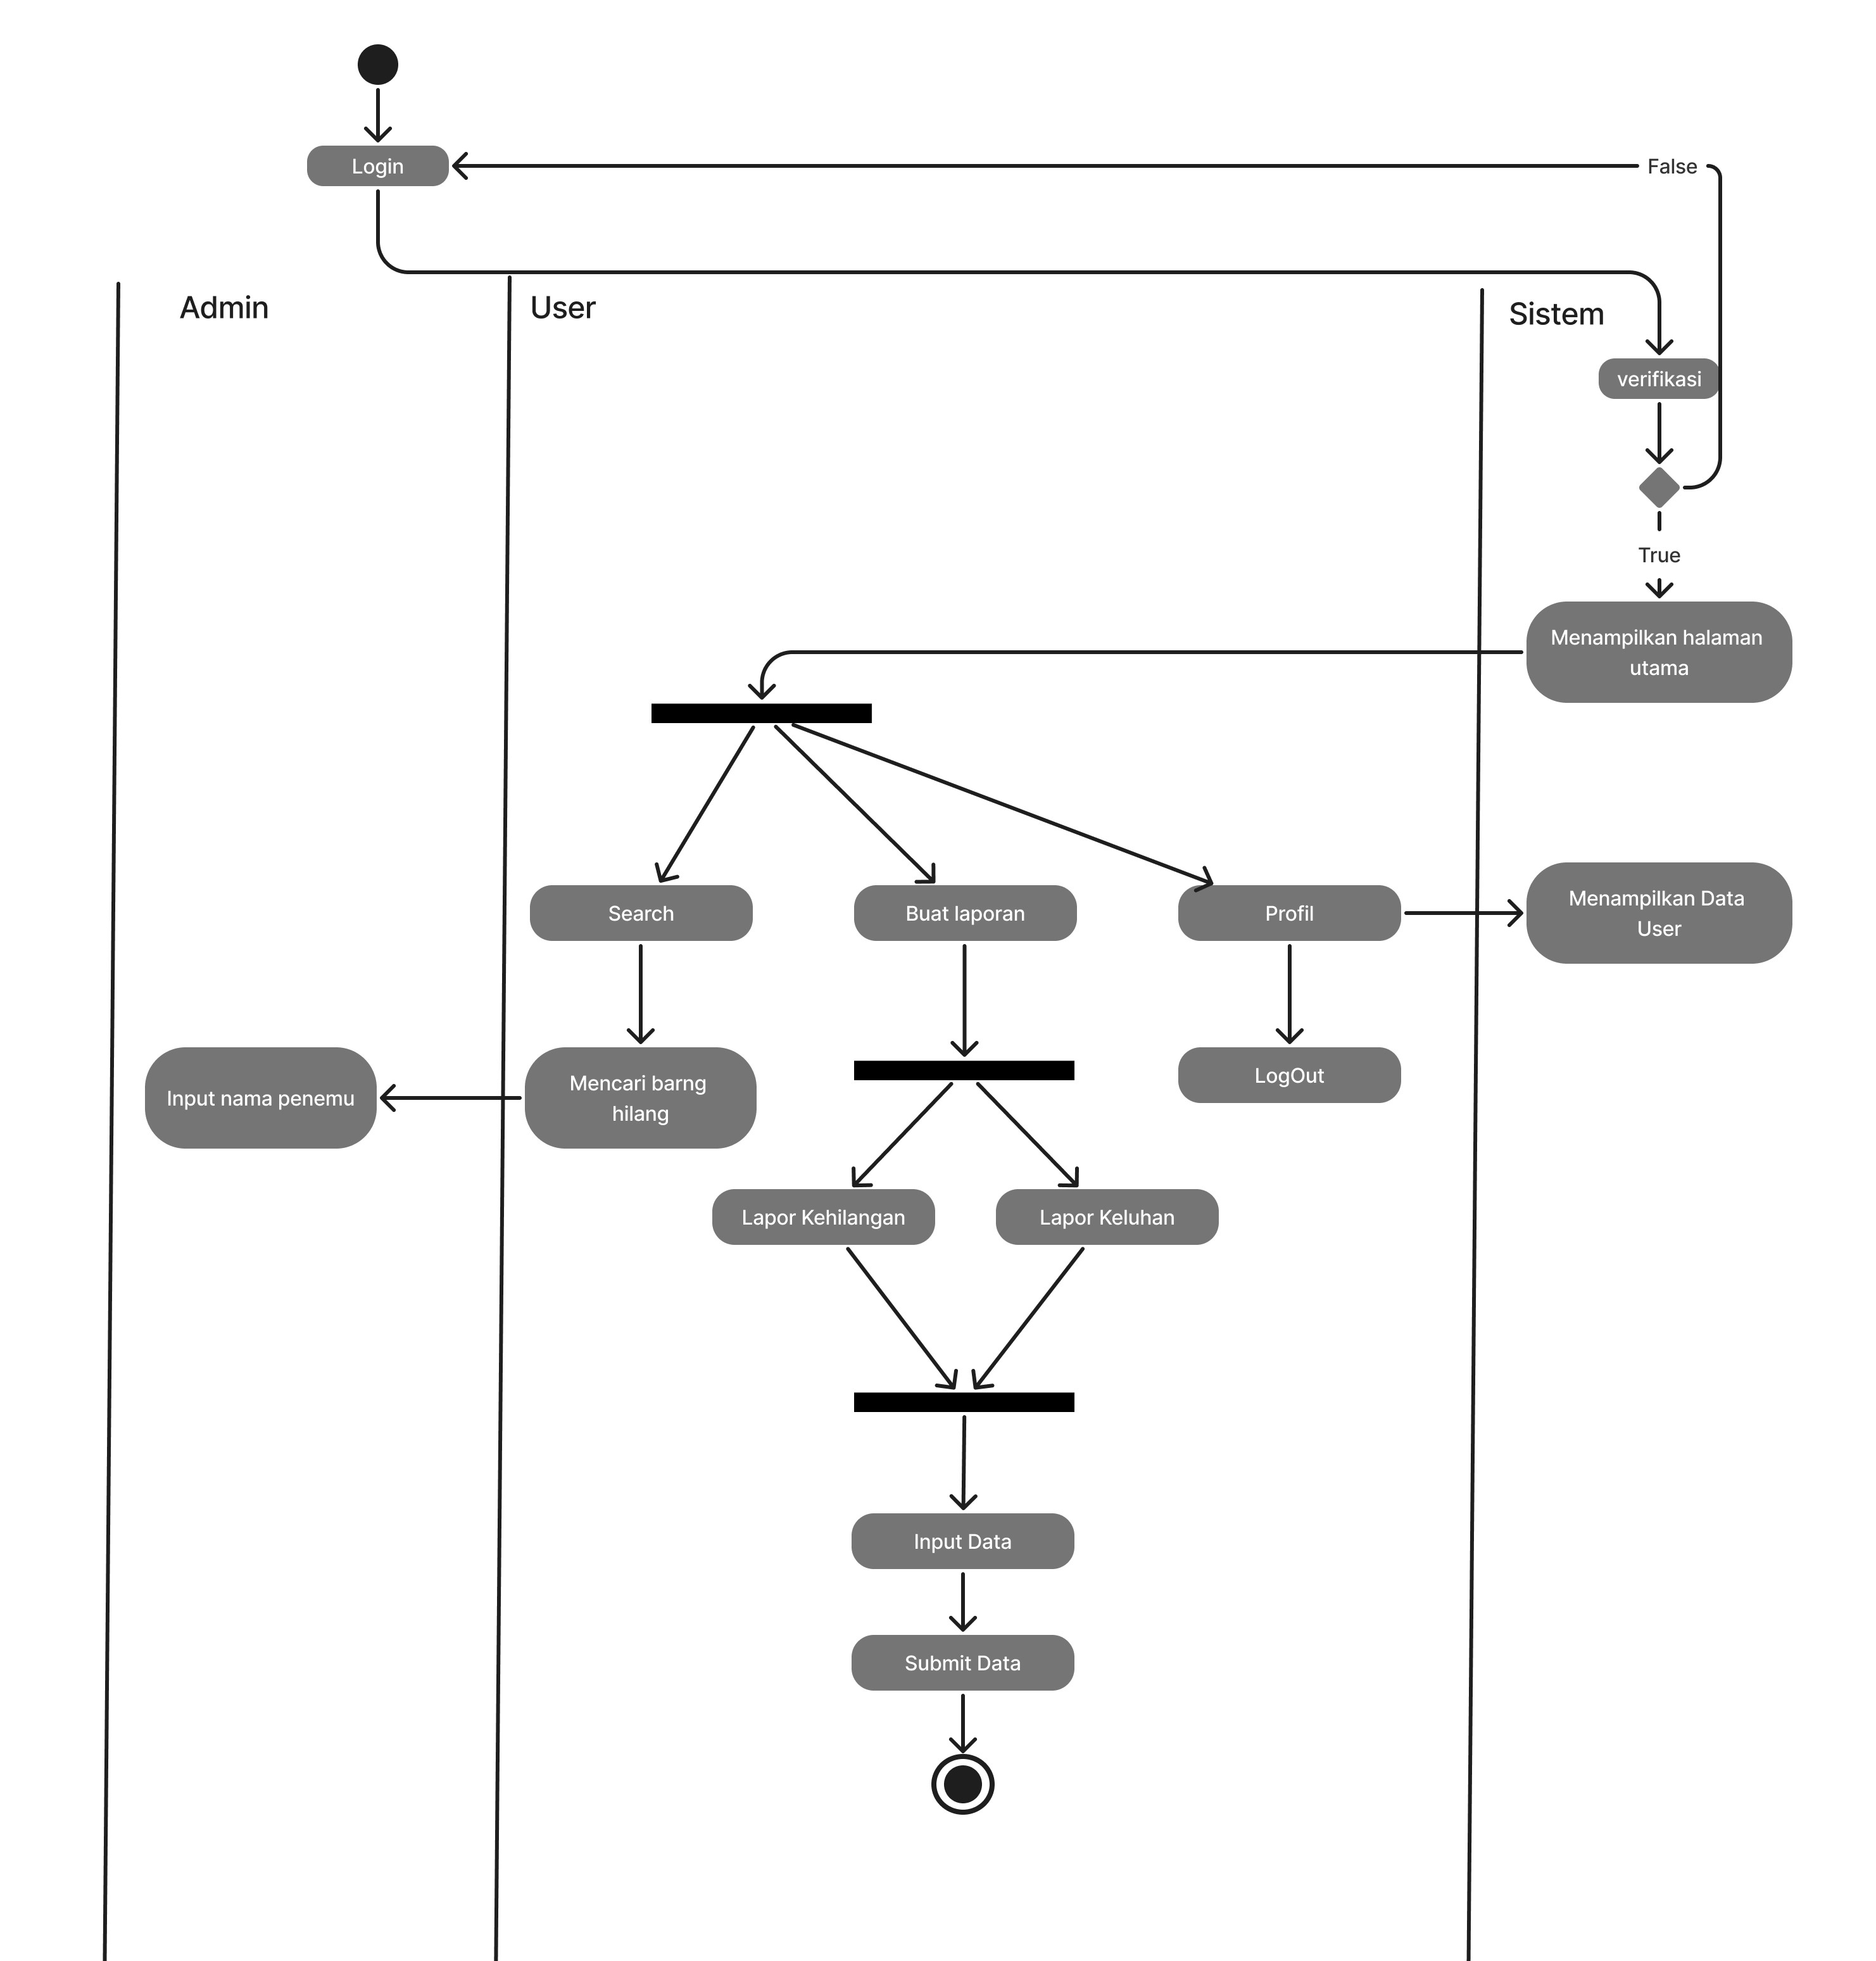 Login
False
Admin
User
Sistem
verifikasi
True
Menampilkan halaman
utama
Search
Buat laporan
Profil
Menampilkan Data
User
Input nama penemu
Mencari barng
hilang
LogOut
Lapor Kehilangan
Lapor Keluhan
Input Data
Submit Data